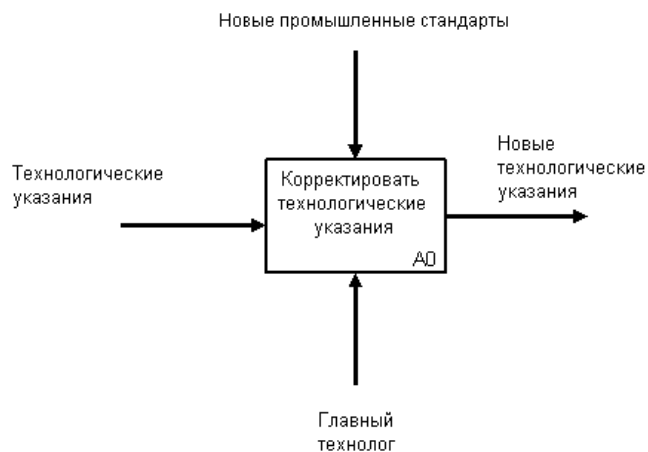 Новые промышленные стандарты
Технологические
указания
Корректировать
технологические
указания
A0
Новые
технологические
указания
Главный
технолог